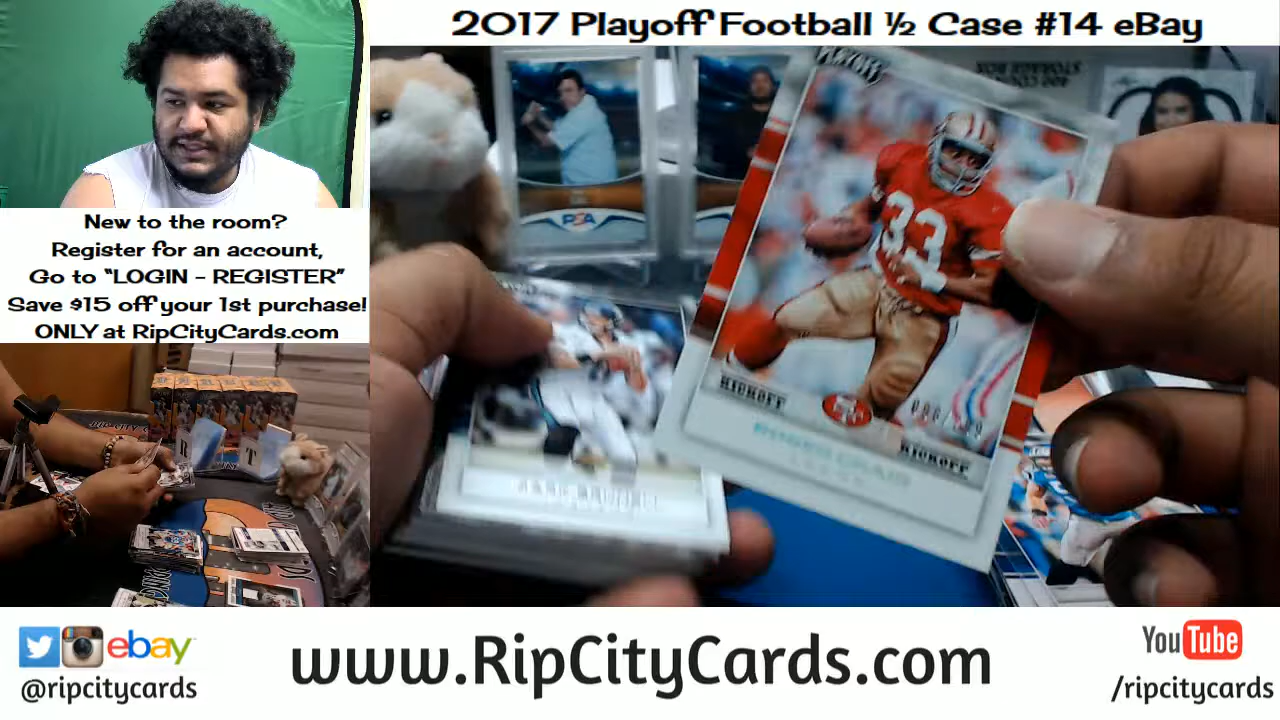 2017 Playoff Football ½ Case #14 eBay
New to the room?
Register for an account,
Go to "LOGIN - REGISTER"
Save $15 off your 1st purchase!
ONLY at RipCityCards.com
PLAYOFF
PSA
33
KICKOFF
KICKOFF
R
T
ebay
@ripcitycards
www.RipCityCards.com
YouTube
/ripcitycards